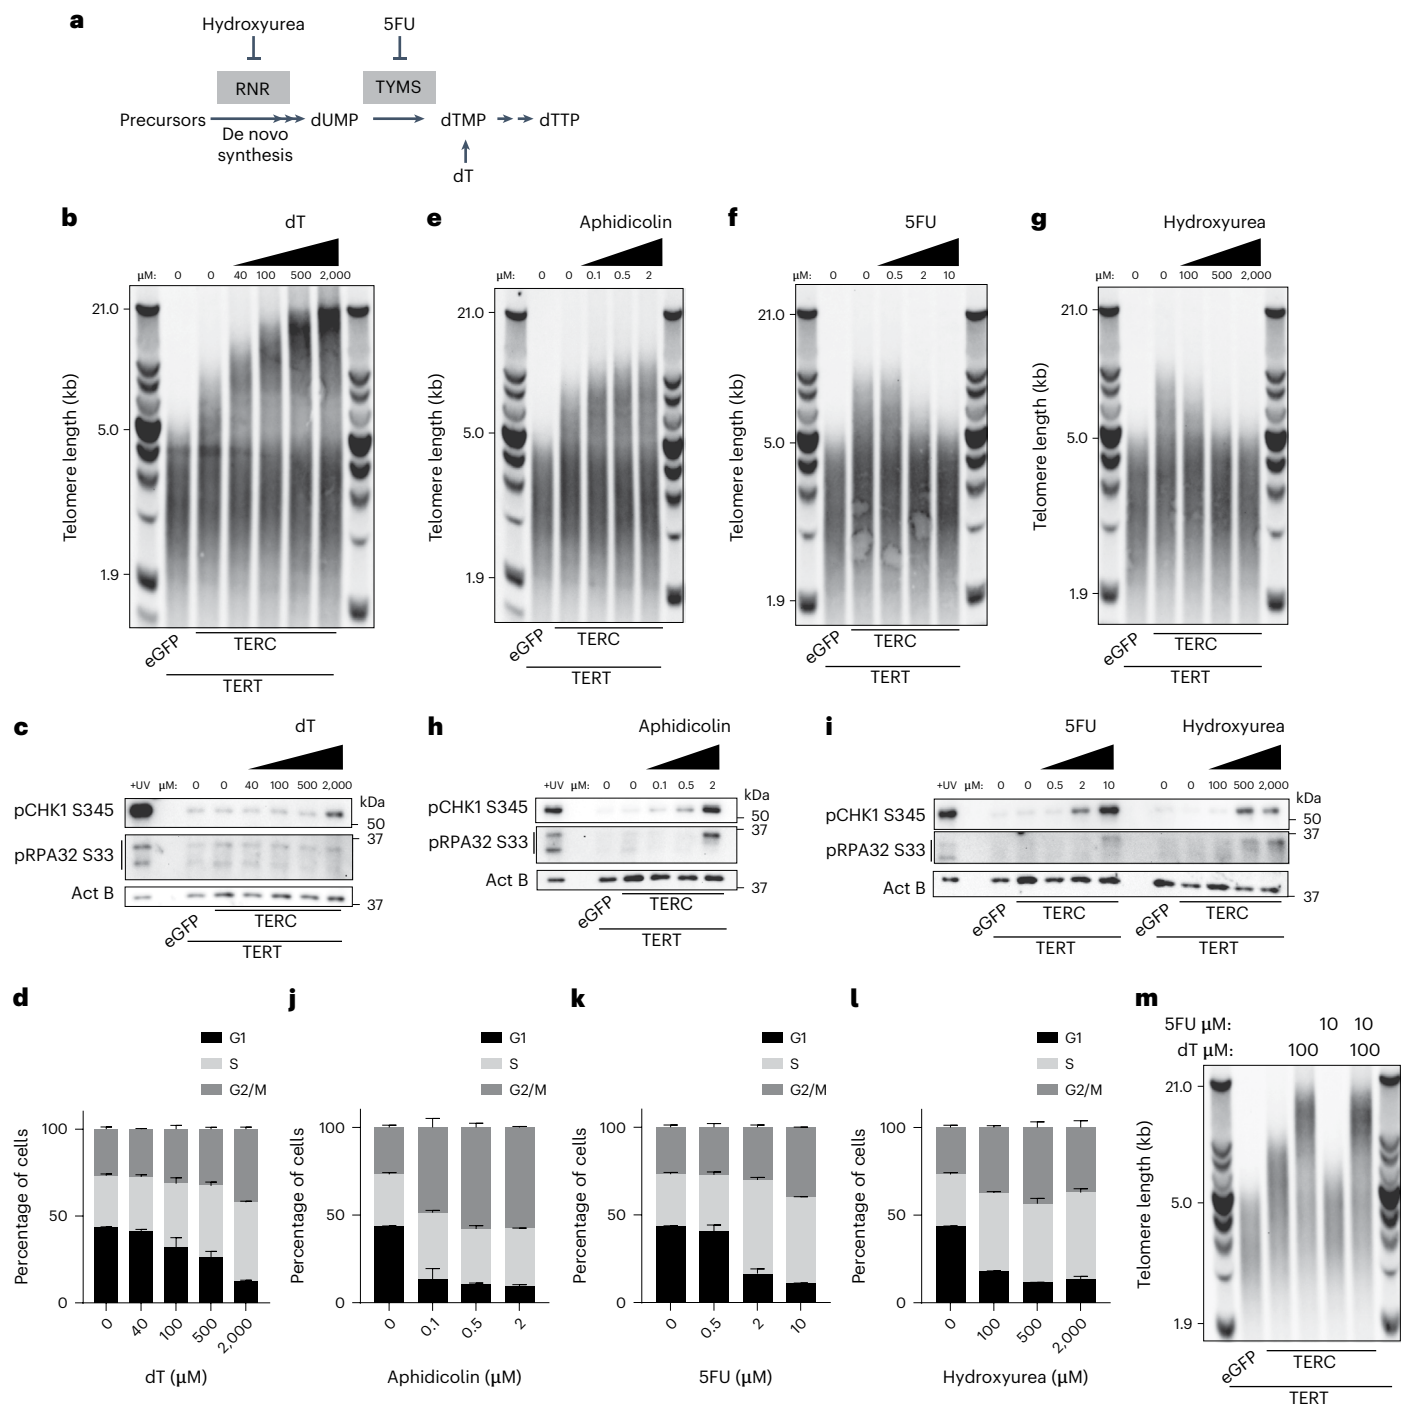 a
Hydroxyurea 5FU
RNR TYMS
Precursors dUMP dTMP dTTP
De novo
synthesis
dT
b
dT
µM: 0 0 40 100 500 2,000
Telomere length (kb)
21.0
5.0
1.9
eGFP TERC
TERT
e
Aphidicolin
µM: 0 0 0.1 0.5 2
Telomere length (kb)
21.0
5.0
1.9
eGFP TERC
TERT
f
5FU
µM: 0 0 0.5 2 10
Telomere length (kb)
21.0
5.0
1.9
eGFP TERC
TERT
g
Hydroxyurea
µM: 0 0 100 500 2,000
Telomere length (kb)
21.0
5.0
1.9
eGFP TERC
TERT
c
dT
+UV µM: 0 0 40 100 500 2,000
kDa
pCHK1 S345
50
37
pRPA32 S33
Act B
37
eGFP TERC
TERT
h
Aphidicolin
+UV µM: 0 0 0.1 0.5 2
kDa
pCHK1 S345
50
37
pRPA32 S33
Act B
37
eGFP TERC
TERT
i
5FU Hydroxyurea
+UV µM: 0 0 0.5 2 10 0 0 100 500 2,000
kDa
pCHK1 S345
50
37
pRPA32 S33
Act B
37
eGFP TERC eGFP TERC
TERT TERT
d
G1
S
G2/M
Percentage of cells
100
50
0
0 40 100 500 2,000
dT (µM)
j
G1
S
G2/M
Percentage of cells
100
50
0
0 0.1 0.5 2
Aphidicolin (µM)
k
G1
S
G2/M
Percentage of cells
100
50
0
0 0.5 2 10
5FU (µM)
l
G1
S
G2/M
Percentage of cells
100
50
0
0 100 500 2,000
Hydroxyurea (µM)
m
5FU µM: 10 10
dT µM: 100 100
Telomere length (kb)
21.0
5.0
1.9
eGFP TERC
TERT